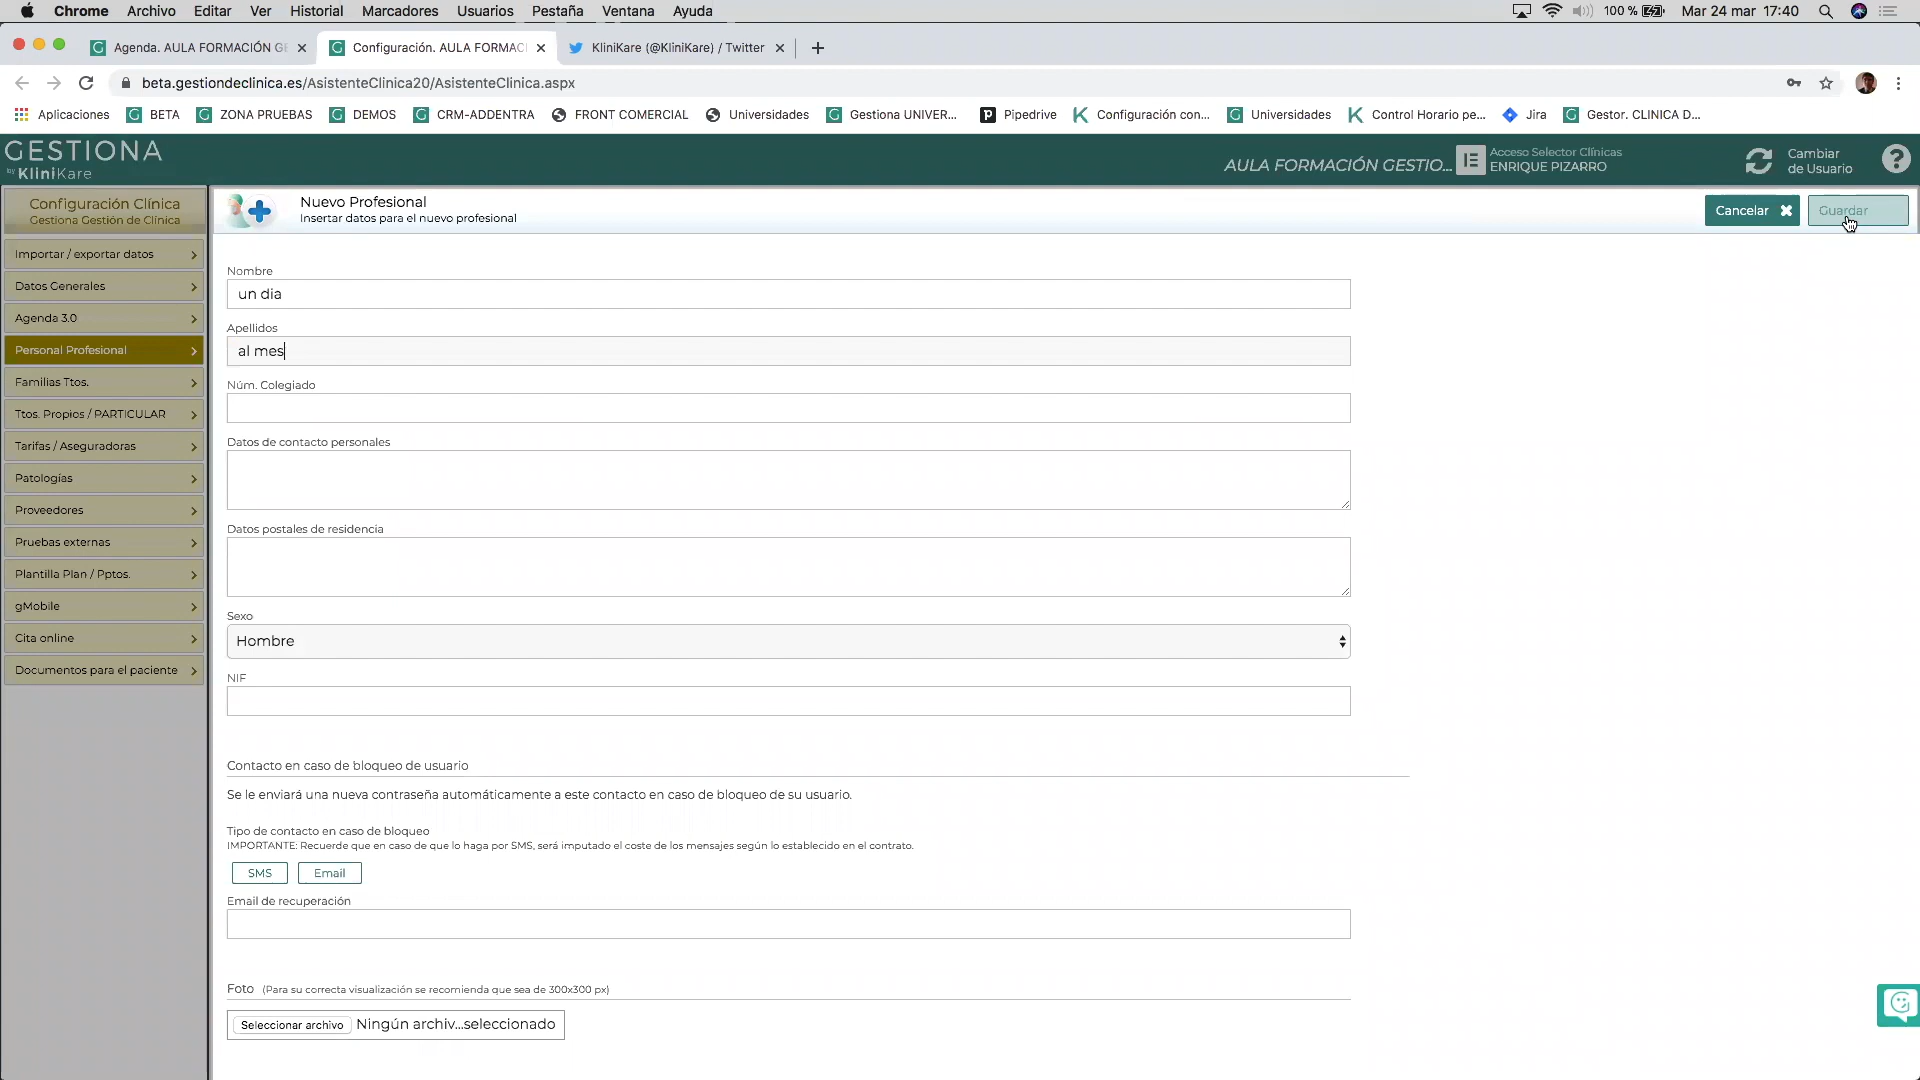 Chrome Archivo Editar Ver Historial Marcadores Usuarios Pestaña Ventana Ayuda 100 % Mar 24 mar 17:40
Agenda. AULA FORMACIÓN GE Configuración. AULA FORMAC KliniKare (@KliniKare) / Twitter
beta.gestiondeclinica.es/AsistenteClinica20/AsistenteClinica.aspx
Aplicaciones BETA ZONA PRUEBAS DEMOS CRM-ADDENTRA FRONT COMERCIAL Universidades Gestiona UNIVER... Pipedrive Configuración con... Universidades Control Horario pe... Jira Gestor. CLINICA D...
GESTIONA
by KliniKare
AULA FORMACIÓN GESTIO...
Acceso Selector Clínicas
ENRIQUE PIZARRO
Cambiar
de Usuario
?
Configuración Clínica
Gestiona Gestión de Clínica
Importar / exportar datos
Datos Generales
Agenda 3.0
Personal Profesional
Familias Ttos.
Ttos. Propios / PARTICULAR
Tarifas / Aseguradoras
Patologías
Proveedores
Pruebas externas
Plantilla Plan / Pptos.
gMobile
Cita online
Documentos para el paciente
Nuevo Profesional
Insertar datos para el nuevo profesional
Cancelar Guardar
Nombre
un dia
Apellidos
al mes
Núm. Colegiado
Datos de contacto personales
Datos postales de residencia
Sexo
Hombre
NIF
Contacto en caso de bloqueo de usuario
Se le enviará una nueva contraseña automáticamente a este contacto en caso de bloqueo de su usuario.
Tipo de contacto en caso de bloqueo
IMPORTANTE: Recuerde que en caso de que lo haga por SMS, será imputado el coste de los mensajes según lo establecido en el contrato.
SMS Email
Email de recuperación
Foto (Para su correcta visualización se recomienda que sea de 300x300 px)
Seleccionar archivo Ningún archiv...seleccionado